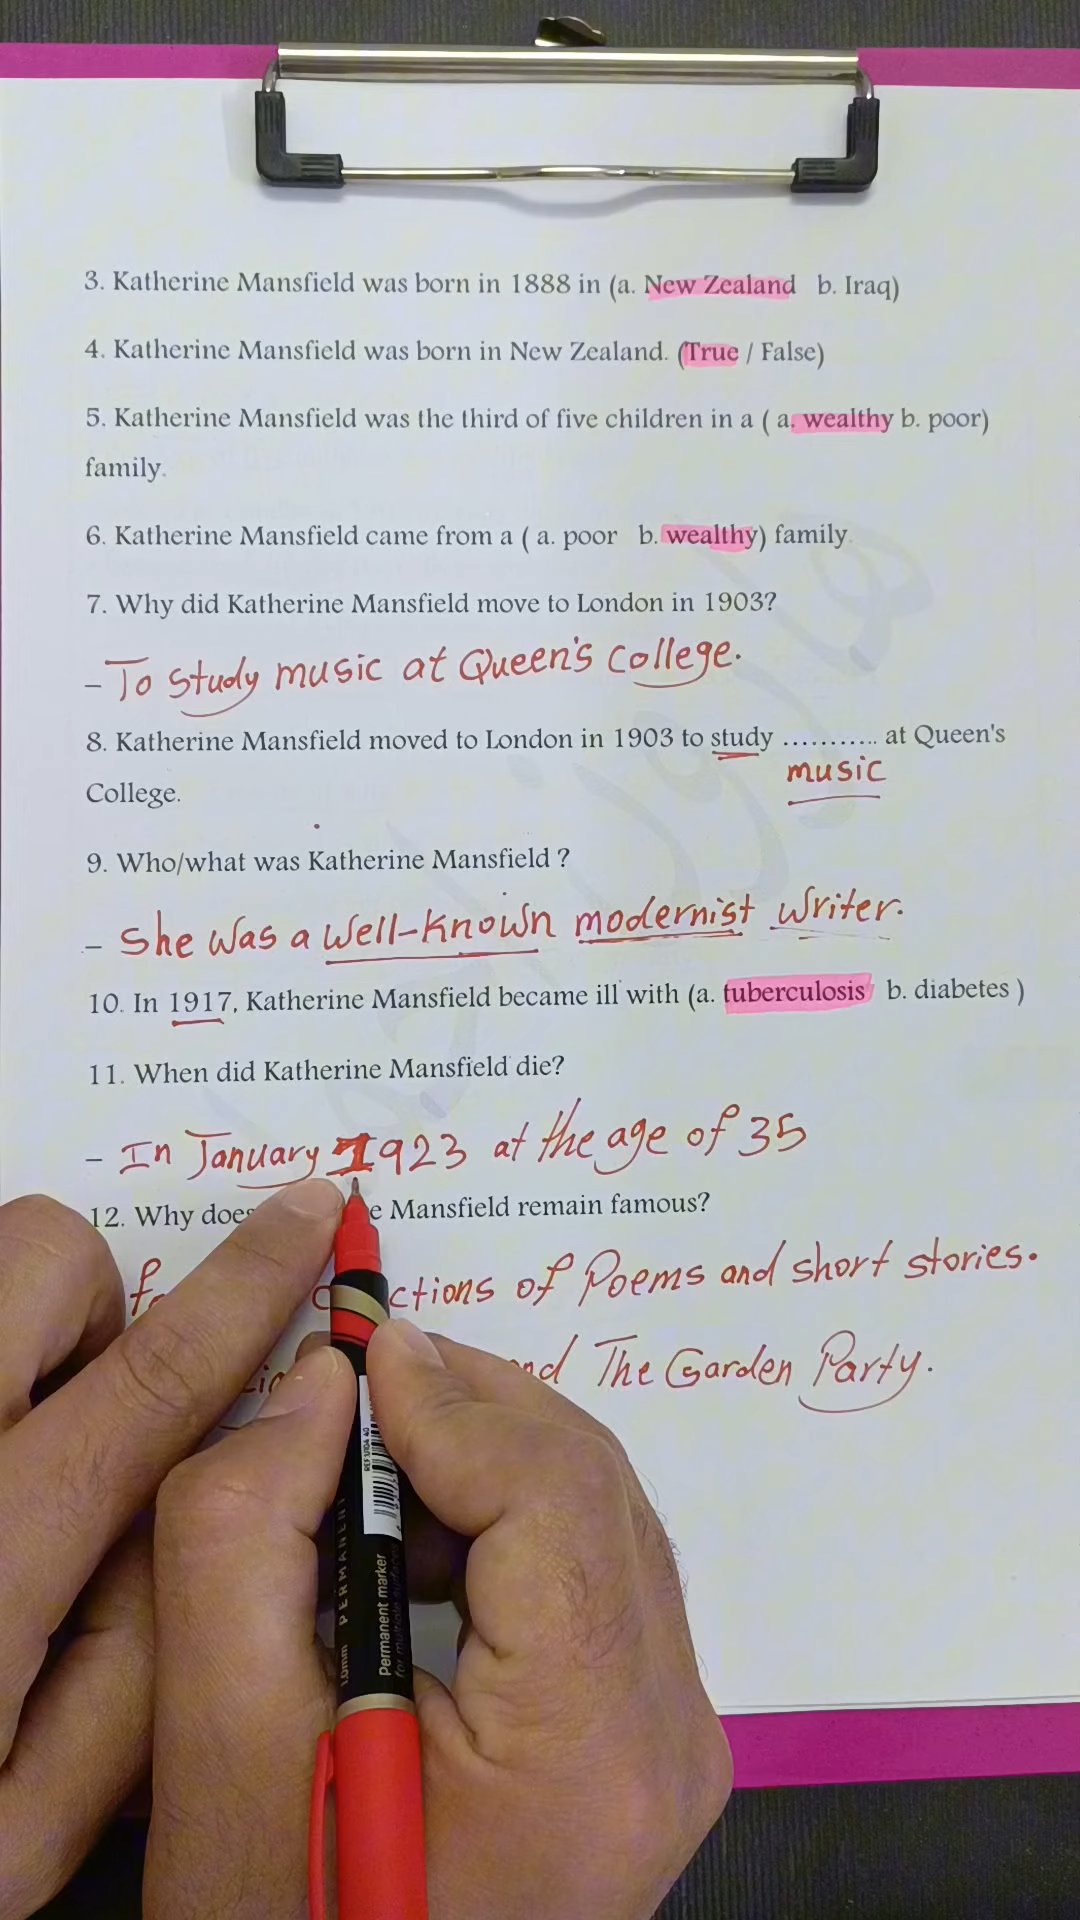 3. Katherine Mansfield was born in 1888 in (a. New Zealand b. Iraq)
4. Katherine Mansfield was born in New Zealand. (True / False)
5. Katherine Mansfield was the third of five children in a ( a. wealthy b. poor)
family.
6. Katherine Mansfield came from a ( a. poor b. wealthy) family.
7. Why did Katherine Mansfield move to London in 1903?
- To study music at Queen's college.
8. Katherine Mansfield moved to London in 1903 to study ........... at Queen's
music
College.
9. Who/what was Katherine Mansfield ?
- She was a well-known modernist writer.
10. In 1917, Katherine Mansfield became ill with (a. tuberculosis b. diabetes )
11. When did Katherine Mansfield die?
- In January 1923 at the age of 35
12. Why does Mansfield remain famous?
of Poems and short stories.
The Garden Party.
PERMANENT
Permanent marker
for multiple surfaces